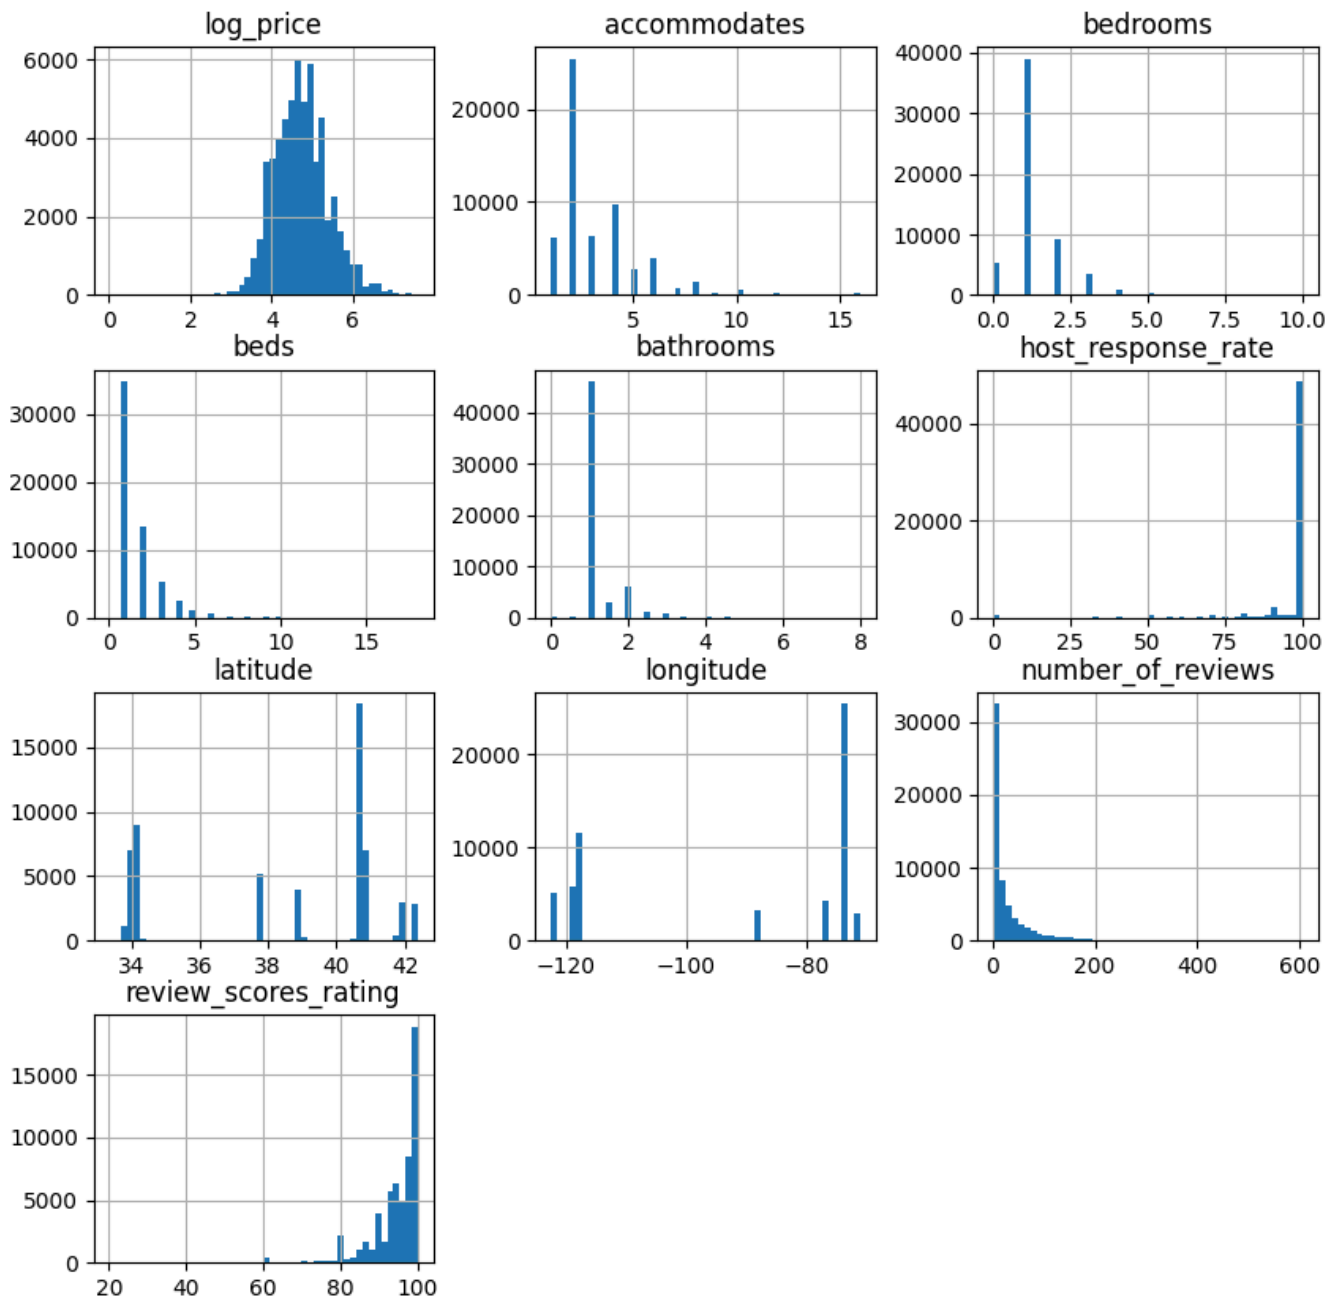 log_price
6000
4000
2000
0
0 2 4 6
accommodates
20000
10000
0
5 10 15
bedrooms
40000
30000
20000
10000
0
0.0 2.5 5.0 7.5 10.0
beds
30000
20000
10000
0
0 5 10 15
bathrooms
40000
30000
20000
10000
0
0 2 4 6 8
host_response_rate
40000
20000
0
0 25 50 75 100
latitude
15000
10000
5000
0
34 36 38 40 42
longitude
20000
10000
0
−120 −100 −80
number_of_reviews
30000
20000
10000
0
0 200 400 600
review_scores_rating
15000
10000
5000
0
20 40 60 80 100